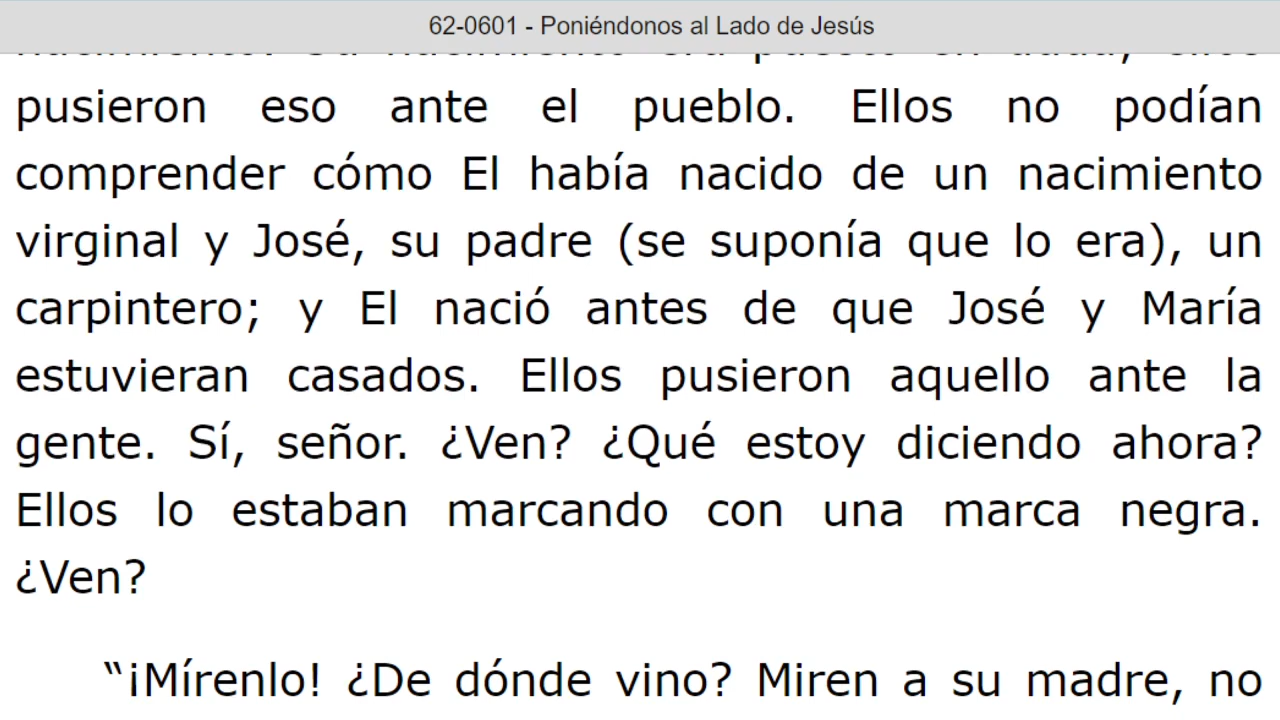 62-0601 - Poniéndonos al Lado de Jesús
pusieron eso ante el pueblo. Ellos no podían
comprender cómo El había nacido de un nacimiento
virginal y José, su padre (se suponía que lo era), un
carpintero; y El nació antes de que José y María
estuvieran casados. Ellos pusieron aquello ante la
gente. Sí, señor. ¿Ven? ¿Qué estoy diciendo ahora?
Ellos lo estaban marcando con una marca negra.
¿Ven?
“¡Mírenlo! ¿De dónde vino? Miren a su madre, no